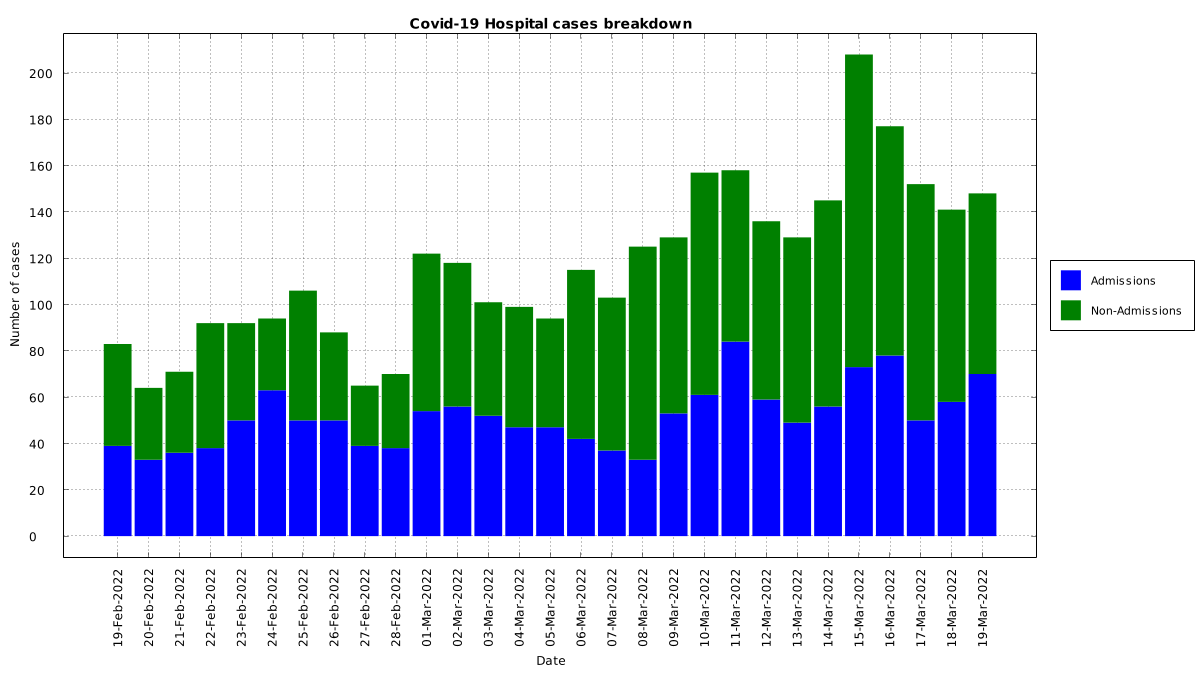 Covid-19 Hospital cases breakdown
Number of cases
200
180
160
140
120
100
80
60
40
20
0
Admissions
Non-Admissions
19-Feb-2022
20-Feb-2022
21-Feb-2022
22-Feb-2022
23-Feb-2022
24-Feb-2022
25-Feb-2022
26-Feb-2022
27-Feb-2022
28-Feb-2022
01-Mar-2022
02-Mar-2022
03-Mar-2022
04-Mar-2022
05-Mar-2022
06-Mar-2022
07-Mar-2022
08-Mar-2022
09-Mar-2022
10-Mar-2022
11-Mar-2022
12-Mar-2022
13-Mar-2022
14-Mar-2022
15-Mar-2022
16-Mar-2022
17-Mar-2022
18-Mar-2022
19-Mar-2022
Date